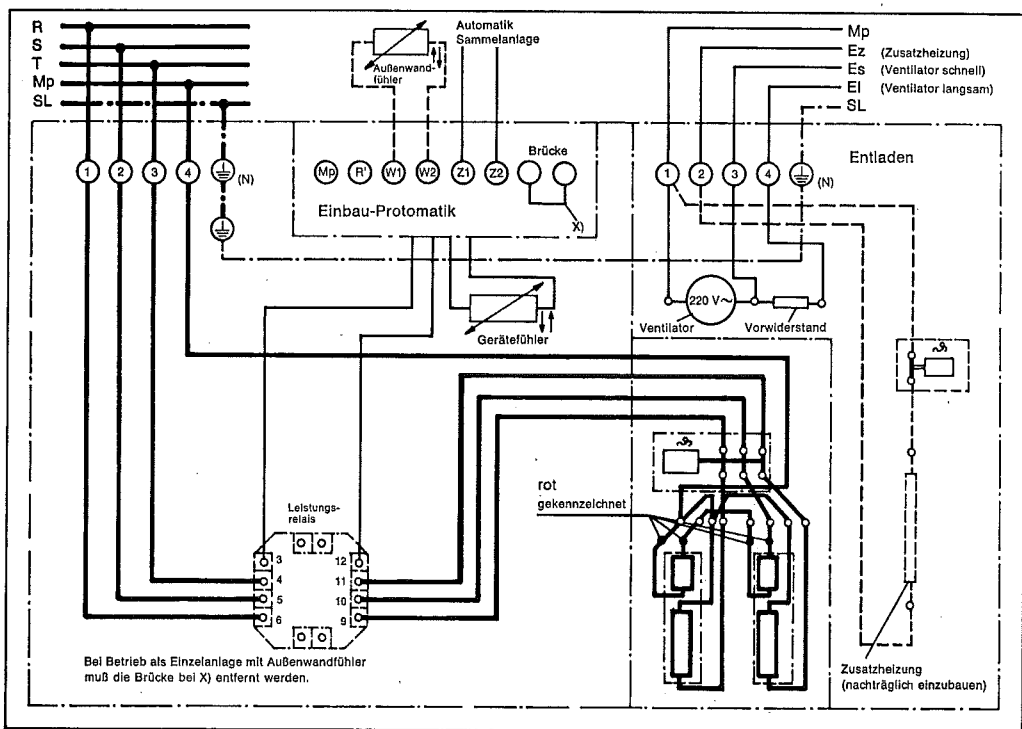 R
S
T
Mp
SL
Außenwand-
fühler
Automatik
Sammelanlage
Mp
Ez (Zusatzheizung)
Es (Ventilator schnell)
El (Ventilator langsam)
SL
1
2
3
4
(N)
Mp
R'
W1
W2
Z1
Z2
Brücke
X)
Einbau-Protomatik
1
2
3
4
(N)
Entladen
220 V~
Ventilator
Vorwiderstand
Gerätefühler
rot
gekennzeichnet
Leistungs-
relais
3
4
5
6
12
11
10
9
Bei Betrieb als Einzelanlage mit Außenwandfühler
muß die Brücke bei X) entfernt werden.
Zusatzheizung
(nachträglich einzubauen)